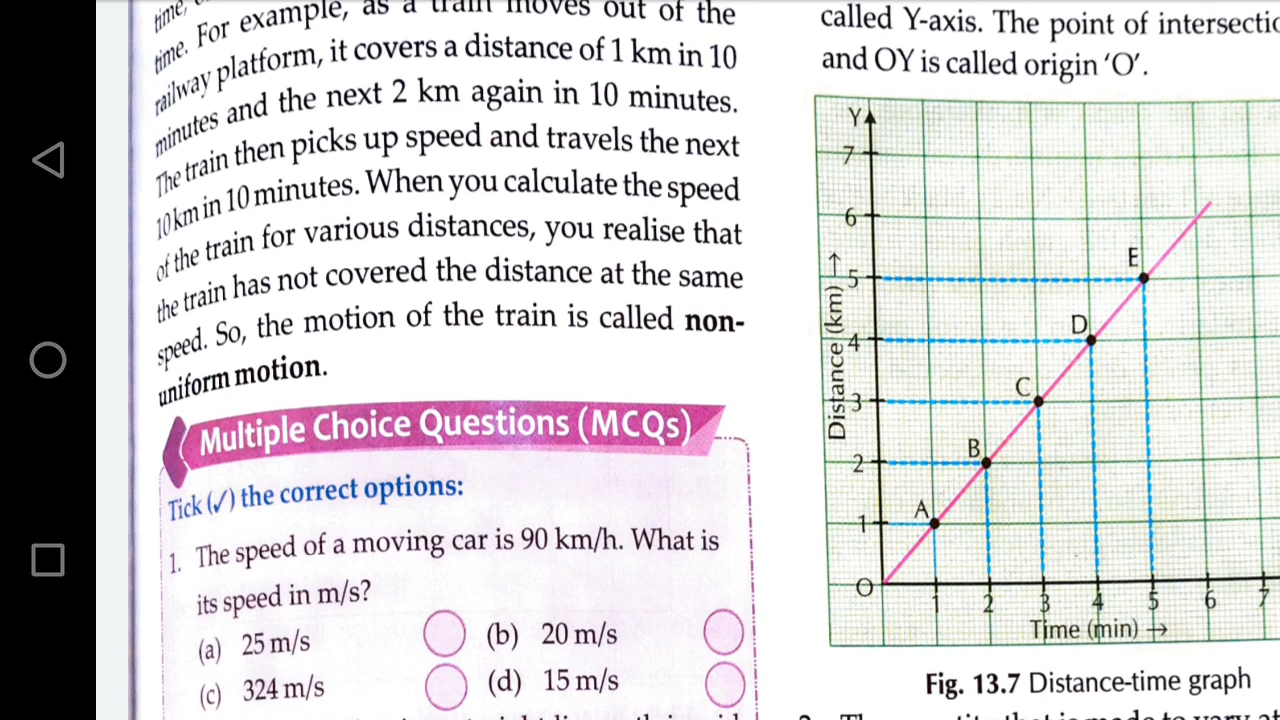 time,
time. For example, as a train moves out of the
railway platform, it covers a distance of 1 km in 10
minutes and the next 2 km again in 10 minutes.
The train then picks up speed and travels the next
10 km in 10 minutes. When you calculate the speed
of the train for various distances, you realise that
the train has not covered the distance at the same
speed. So, the motion of the train is called non-
uniform motion.
Multiple Choice Questions (MCQs)
Tick (✓) the correct options:
1. The speed of a moving car is 90 km/h. What is
its speed in m/s?
(a) 25 m/s (b) 20 m/s
(c) 324 m/s (d) 15 m/s
called Y-axis. The point of
and OY is called origin 'O'.
Y
7
6
5
4
3
2
1
O
Distance (km) →
A
B
C
D
E
1 2 3 4 5 6 7
Time (min) →
Fig. 13.7 Distance-time graph